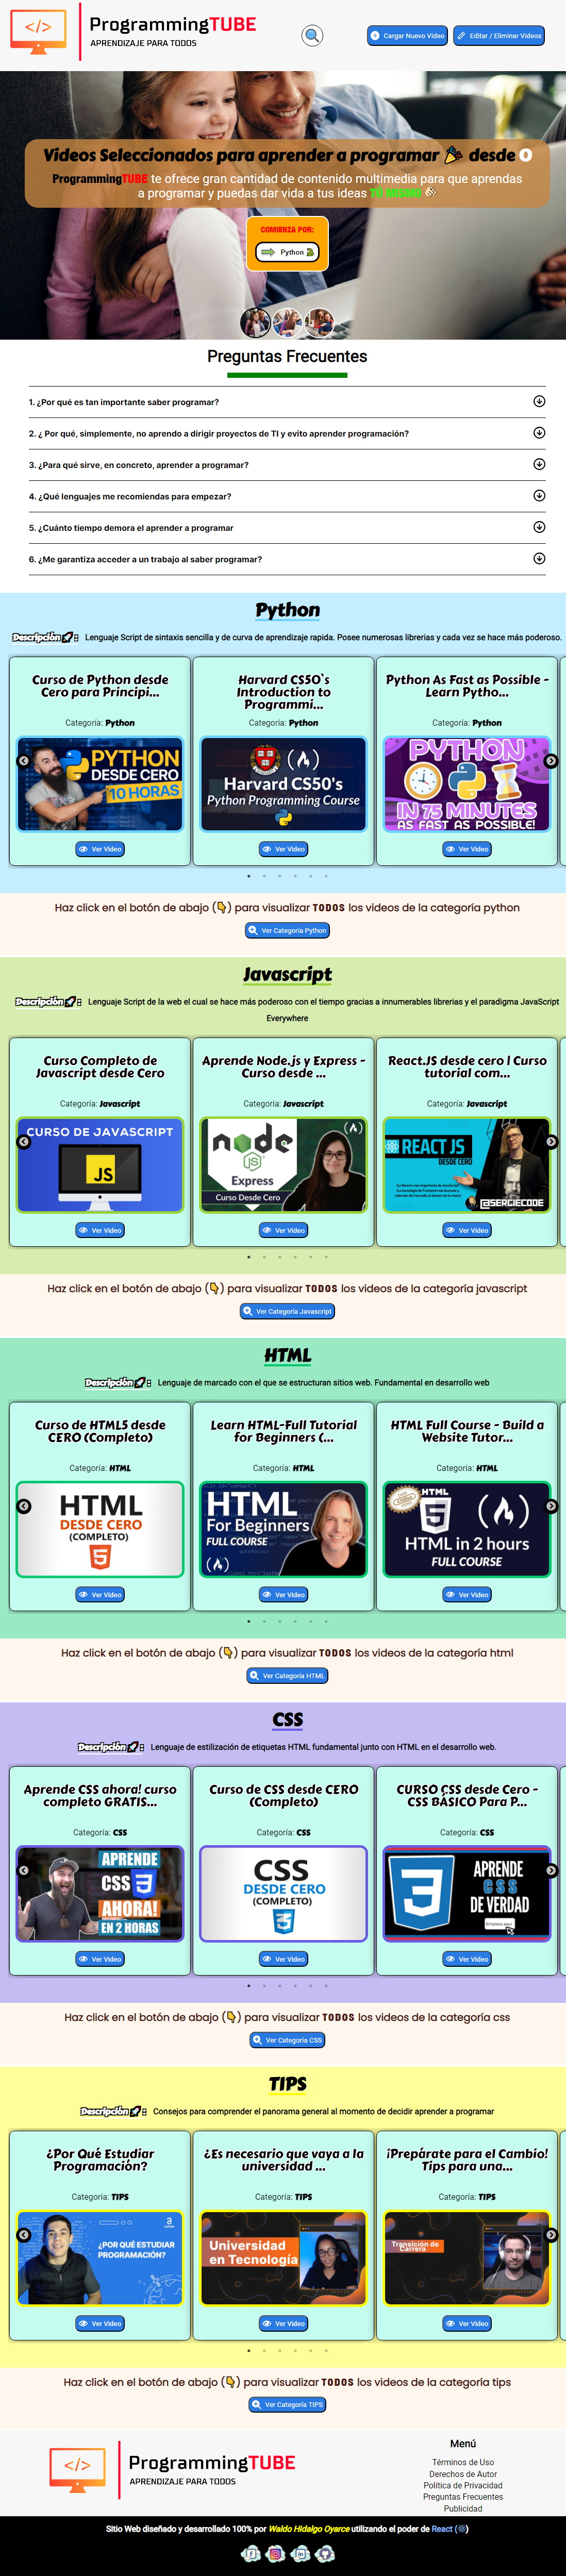 ProgrammingTUBE
APRENDIZAJE PARA TODOS
Cargar Nuevo Video
Editar / Eliminar Videos
Videos Seleccionados para aprender a programar desde 0
ProgrammingTUBE te ofrece gran cantidad de contenido multimedia para que aprendas
a programar y puedas dar vida a tus ideas
COMIENZA POR:
Python
Preguntas Frecuentes
1. ¿Por qué es tan importante saber programar?
2. ¿ Por qué, simplemente, no aprendo a dirigir proyectos de TI y evito aprender programación?
3. ¿Para qué sirve, en concreto, aprender a programar?
4. ¿Qué lenguajes me recomiendas para empezar?
5. ¿Cuánto tiempo demora el aprender a programar
6. ¿Me garantiza acceder a un trabajo al saber programar?
Python
Descripción : Lenguaje Script de sintaxis sencilla y de curva de aprendizaje rapida. Posee numerosas librerias y cada vez se hace más poderoso.
Curso de Python desde
Cero para Principi...
Categoría: Python
PYTHON
DESDE CERO
10 HORAS
Ver Video
Harvard CS50's
Introduction to
Programmi...
Categoría: Python
Harvard CS50's
Python Programming Course
Ver Video
Python As Fast as Possible -
Learn Pytho...
Categoría: Python
PYTHON
IN 75 MINUTES
AS FAST AS POSSIBLE!
Ver Video
Haz click en el botón de abajo (👇) para visualizar TODOS los videos de la categoría python
Ver Categoría Python
Javascript
Descripción : Lenguaje Script de la web el cual se hace más poderoso con el tiempo gracias a innumerables librerias y el paradigma JavaScript
Everywhere
Curso Completo de
Javascript desde Cero
Categoría: Javascript
CURSO DE JAVASCRIPT
JS
Ver Video
Aprende Node.js y Express -
Curso desde ...
Categoría: Javascript
node
JS
Express
Curso Desde Cero
Ver Video
React.JS desde cero | Curso
tutorial com...
Categoría: Javascript
REACT JS
DESDE CERO
@SERGIECODE
Ver Video
Haz click en el botón de abajo (👇) para visualizar TODOS los videos de la categoría javascript
Ver Categoría Javascript
HTML
Descripción : Lenguaje de marcado con el que se estructuran sitios web. Fundamental en desarrollo web
Curso de HTML5 desde
CERO (Completo)
Categoría: HTML
HTML
DESDE CERO
(COMPLETO)
Ver Video
Learn HTML-Full Tutorial
for Beginners (...
Categoría: HTML
HTML
For Beginners
FULL COURSE
Ver Video
HTML Full Course - Build a
Website Tutor...
Categoría: HTML
HTML
HTML in 2 hours
FULL COURSE
Ver Video
Haz click en el botón de abajo (👇) para visualizar TODOS los videos de la categoría html
Ver Categoría HTML
CSS
Descripción : Lenguaje de estilización de etiquetas HTML fundamental junto con HTML en el desarrollo web.
Aprende CSS ahora! curso
completo GRATIS...
Categoría: CSS
APRENDE
CSS
AHORA!
EN 2 HORAS
Ver Video
Curso de CSS desde CERO
(Completo)
Categoría: CSS
CSS
DESDE CERO
(COMPLETO)
Ver Video
CURSO CSS desde Cero -
CSS BÁSICO Para P...
Categoría: CSS
APRENDE
CSS
DE VERDAD
Empieza aquí
Ver Video
Haz click en el botón de abajo (👇) para visualizar TODOS los videos de la categoría css
Ver Categoría CSS
TIPS
Descripción : Consejos para comprender el panorama general al momento de decidir aprender a programar
¿Por Qué Estudiar
Programación?
Categoría: TIPS
¿POR QUÉ ESTUDIAR
PROGRAMACIÓN?
Ver Video
¿Es necesario que vaya a la
universidad ...
Categoría: TIPS
Universidad
en Tecnología
Ver Video
¡Prepárate para el Cambio!
Tips para una...
Categoría: TIPS
Transición de
Carrera
Ver Video
Haz click en el botón de abajo (👇) para visualizar TODOS los videos de la categoría tips
Ver Categoría TIPS
ProgrammingTUBE
APRENDIZAJE PARA TODOS
Menú
Términos de Uso
Derechos de Autor
Política de Privacidad
Preguntas Frecuentes
Publicidad
Sitio Web diseñado y desarrollado 100% por Waldo Hidalgo Oyarce utilizando el poder de React